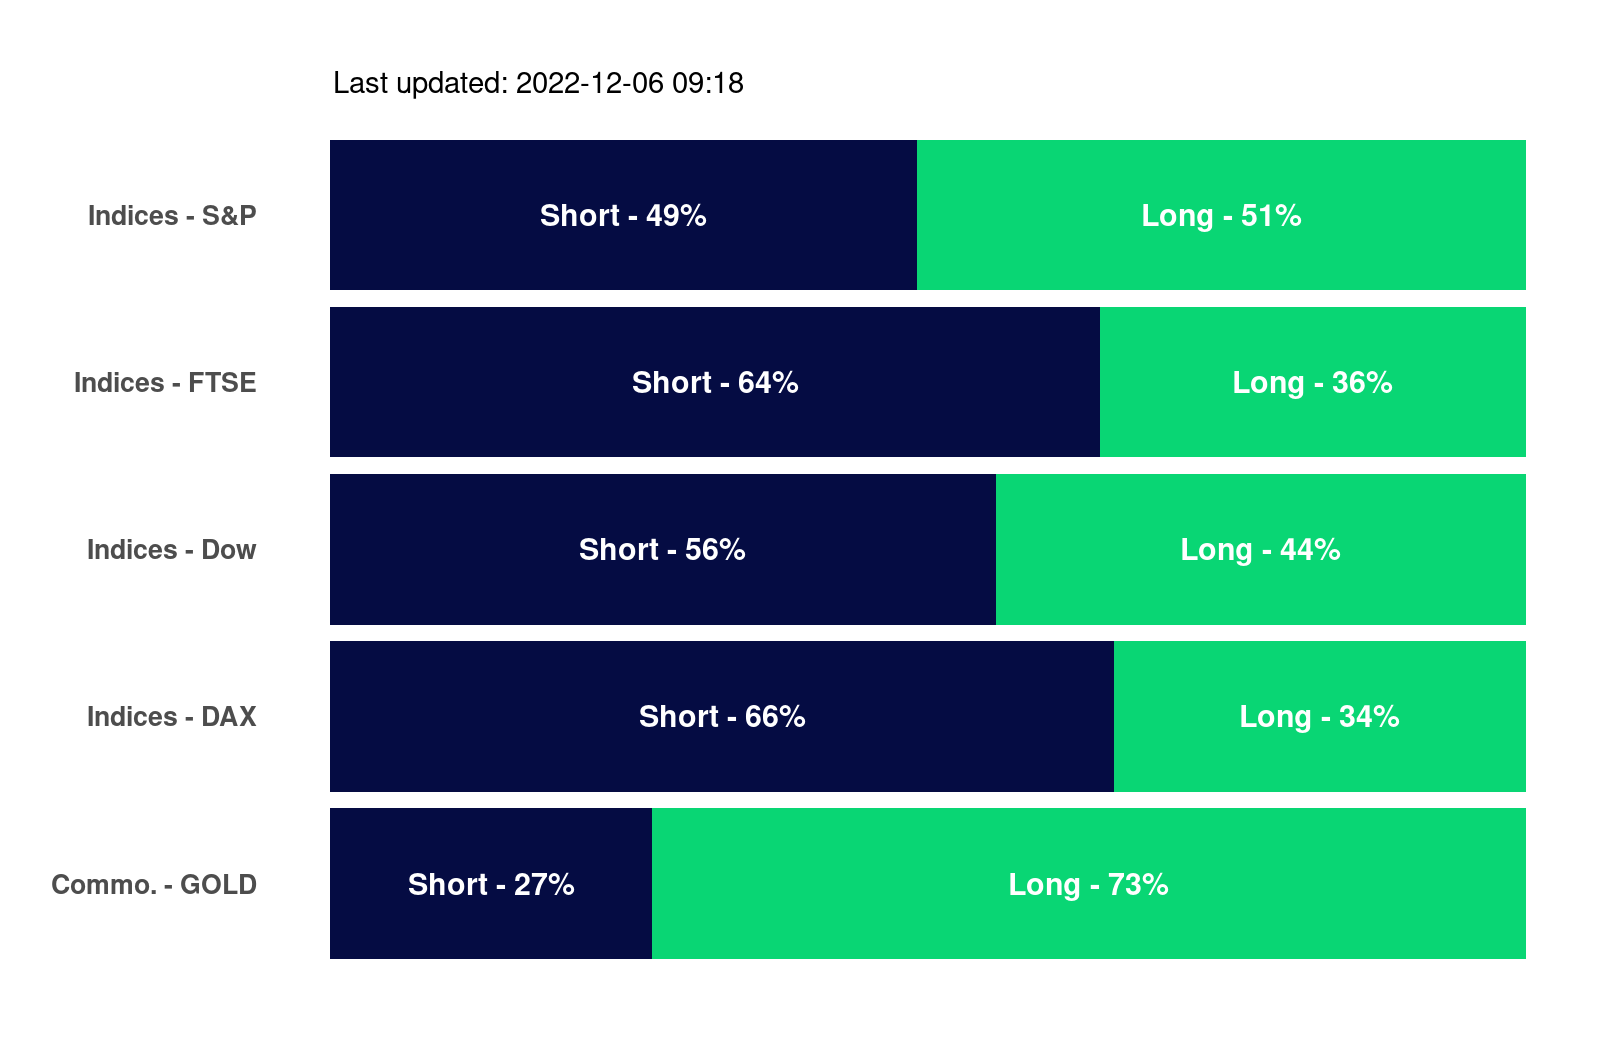 Last updated: 2022-12-06 09:18
Indices - S&P Short - 49% Long - 51%
Indices - FTSE Short - 64% Long - 36%
Indices - Dow Short - 56% Long - 44%
Indices - DAX Short - 66% Long - 34%
Commo. - GOLD Short - 27% Long - 73%